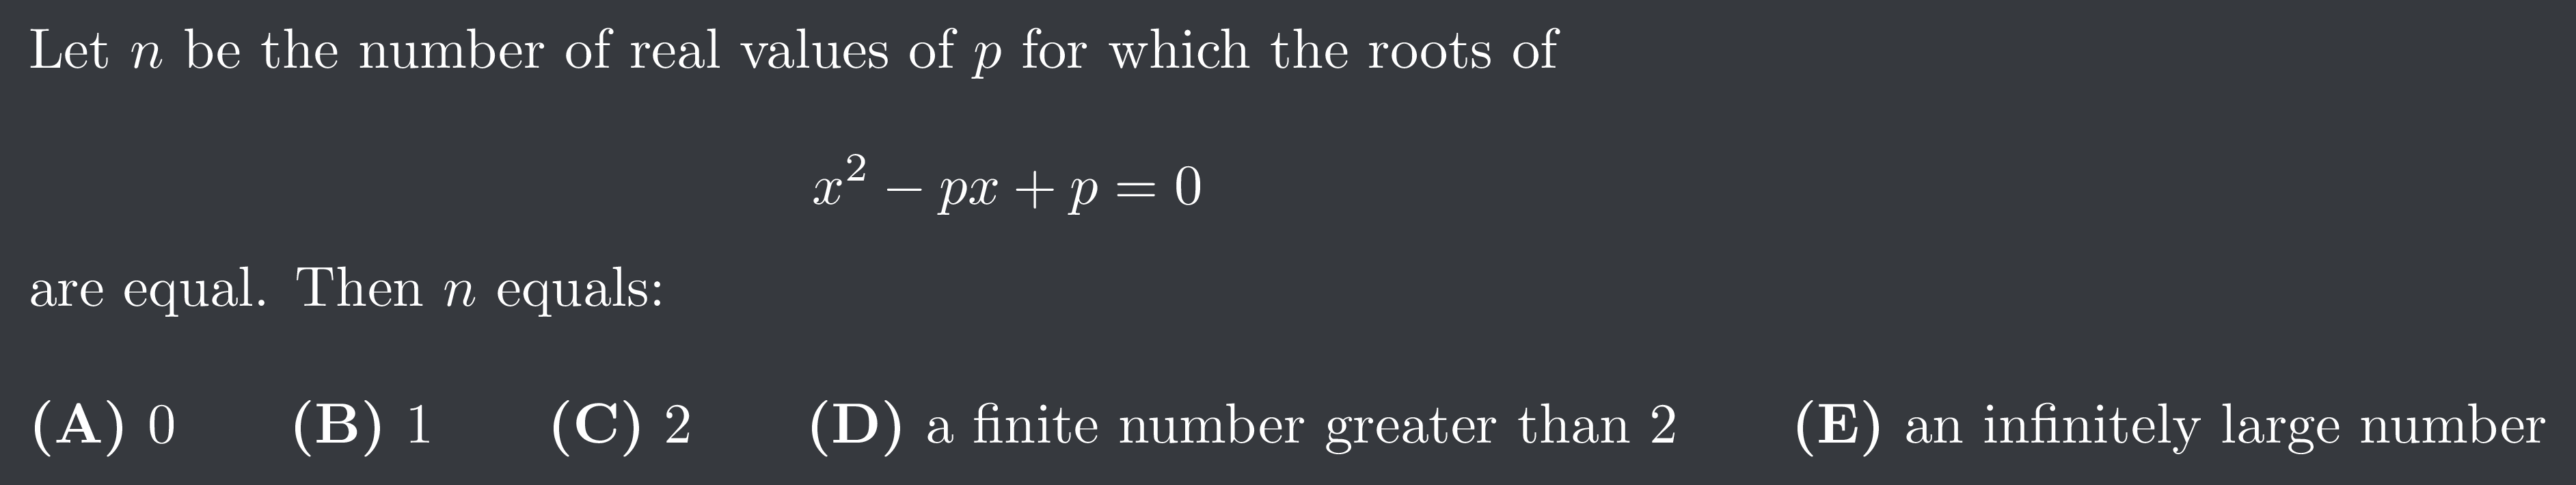 Let n be the number of real values of p for which the roots of
x² − px + p = 0
are equal. Then n equals:
(A) 0 (B) 1 (C) 2 (D) a finite number greater than 2 (E) an infinitely large number